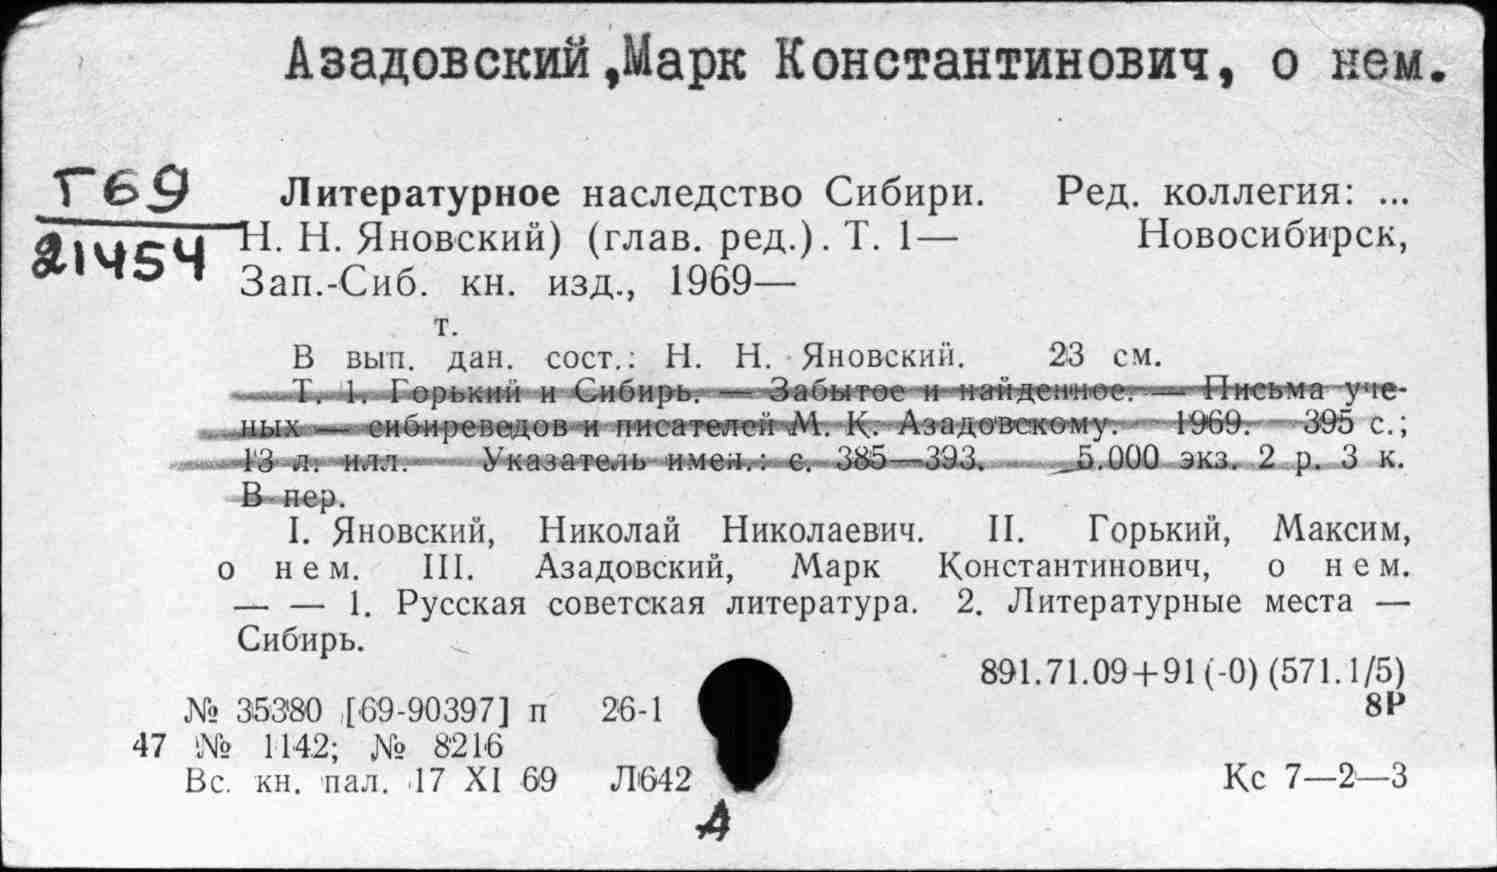 Азадовский,Марк Константинович, о нем.
Г69
21454
Литературное наследство Сибири. Ред. коллегия: ...
Н. Н. Яновский) (глав. ред.). Т. 1— Новосибирск,
Зап.-Сиб. кн. изд., 1969—
т.
В вып. дан. сост.: Н. Н. Яновский. 23 см.
Т. 1. Горький и Сибирь. — Забытое и найденное. — Письма уче-
ных — сибиреведов и писателей М. К. Азадовскому. 1969. 395 с.;
13 л. илл. Указатель имен.: с. 385—393. 5.000 экз. 2 р. 3 к.
В пер.
I. Яновский, Николай Николаевич. II. Горький, Максим,
о нем. III. Азадовский, Марк Константинович, о нем.
— — 1. Русская советская литература. 2. Литературные места —
Сибирь.
891.71.09+91(-0)(571.1/5)
8Р
№ 35380 [69-90397] п 26-1
47 № 1142; № 8216
Вс. кн. пал. 17 XI 69 Л642
Кс 7—2—3
А